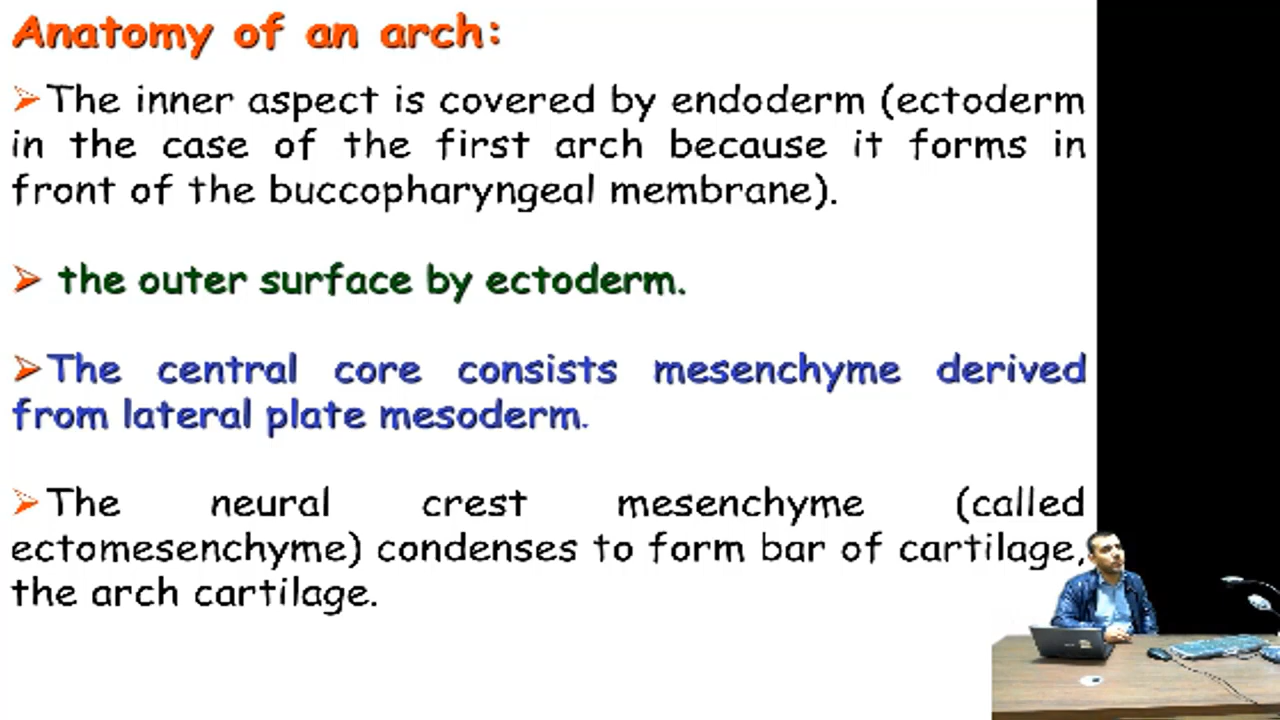 Anatomy of an arch:
➢The inner aspect is covered by endoderm (ectoderm
in the case of the first arch because it forms in
front of the buccopharyngeal membrane).
➢ the outer surface by ectoderm.
➢The central core consists mesenchyme derived
from lateral plate mesoderm.
➢The neural crest mesenchyme (called
ectomesenchyme) condenses to form bar of cartilage,
the arch cartilage.